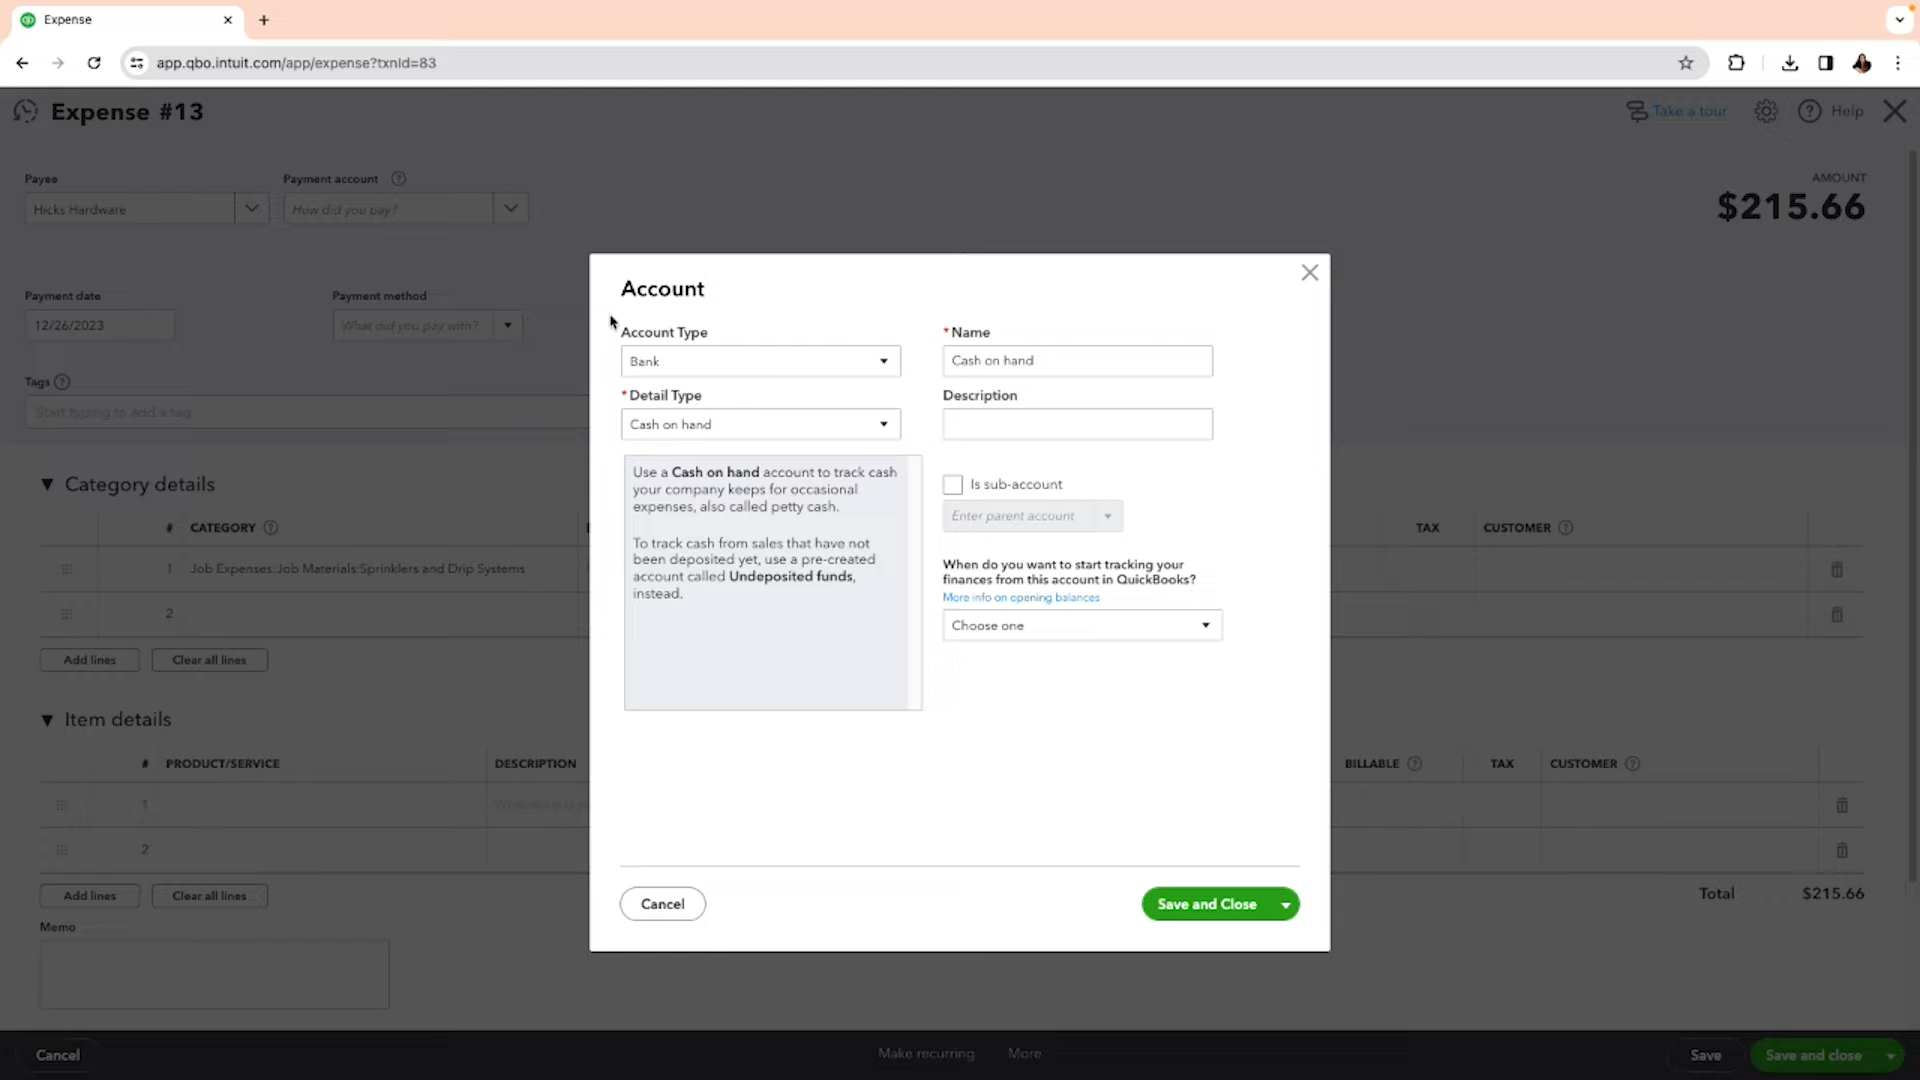 Expense
app.qbo.intuit.com/app/expense?txnId=83
Expense #13
Take a tour
Help
Payee
Payment account
AMOUNT
Hicks Hardware
How did you pay?
$215.66
Payment date
Payment method
12/26/2023
What did you pay with?
Tags
Start typing to add a tag
Category details
# CATEGORY
TAX
CUSTOMER
1 Job Expenses:Job Materials:Sprinklers and Drip Systems
2
Add lines
Clear all lines
Item details
# PRODUCT/SERVICE
DESCRIPTION
BILLABLE
TAX
CUSTOMER
1
2
Add lines
Clear all lines
Total
$215.66
Memo
Account
Account Type
Bank
* Detail Type
Cash on hand
Use a Cash on hand account to track cash
your company keeps for occasional
expenses, also called petty cash.
To track cash from sales that have not
been deposited yet, use a pre-created
account called Undeposited funds,
instead.
* Name
Cash on hand
Description
Is sub-account
Enter parent account
When do you want to start tracking your
finances from this account in QuickBooks?
More info on opening balances
Choose one
Cancel
Save and Close
Cancel
Make recurring
More
Save
Save and close